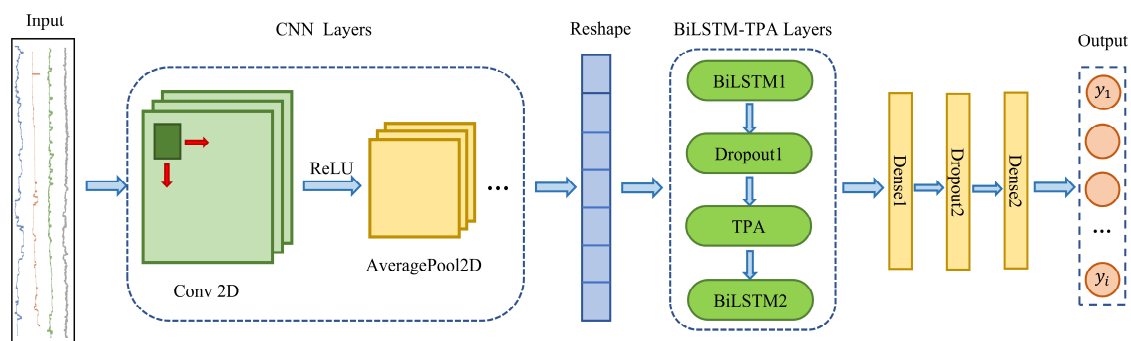 Input
CNN Layers
Reshape
BiLSTM-TPA Layers
Output
ReLU
...
AveragePool2D
Conv 2D
BiLSTM1
Dropout1
TPA
BiLSTM2
Dense1
Dropout2
Dense2
y1
...
yi